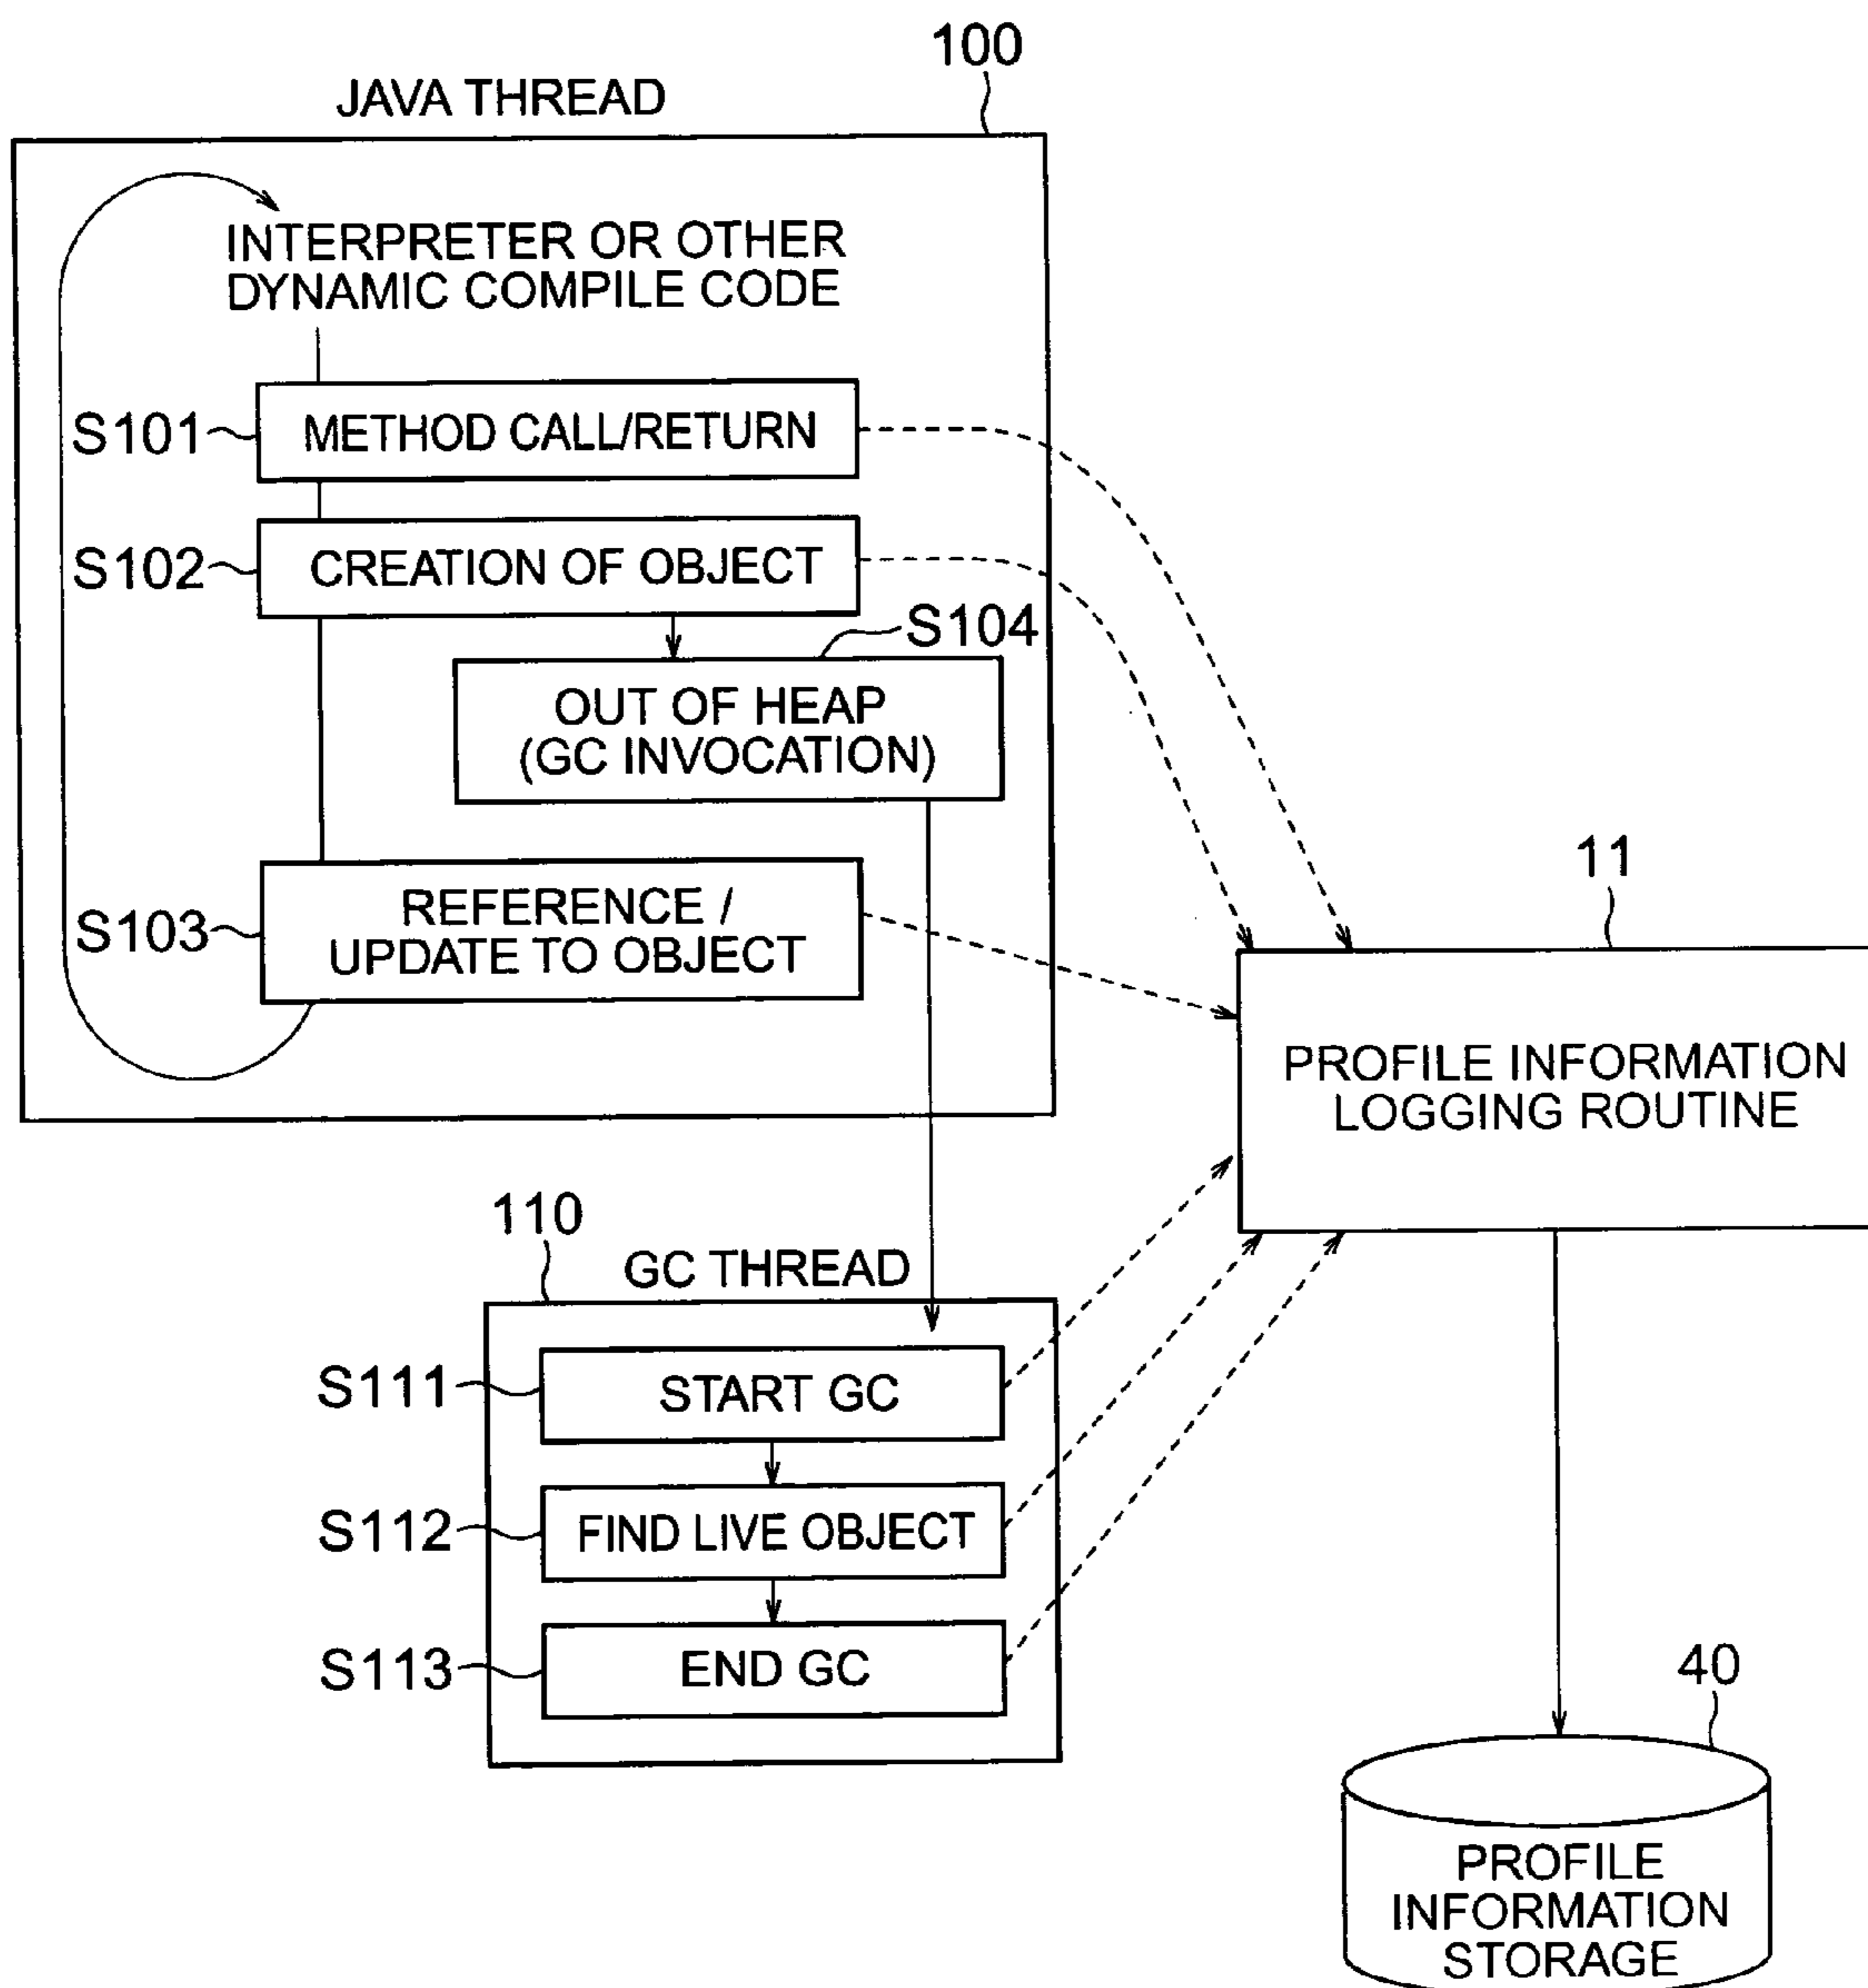 100
JAVA THREAD
INTERPRETER OR OTHER
DYNAMIC COMPILE CODE
S101
METHOD CALL/RETURN
S102
CREATION OF OBJECT
S104
OUT OF HEAP
(GC INVOCATION)
11
S103
REFERENCE /
UPDATE TO OBJECT
PROFILE INFORMATION
LOGGING ROUTINE
110
GC THREAD
S111
START GC
S112
FIND LIVE OBJECT
S113
END GC
40
PROFILE
INFORMATION
STORAGE